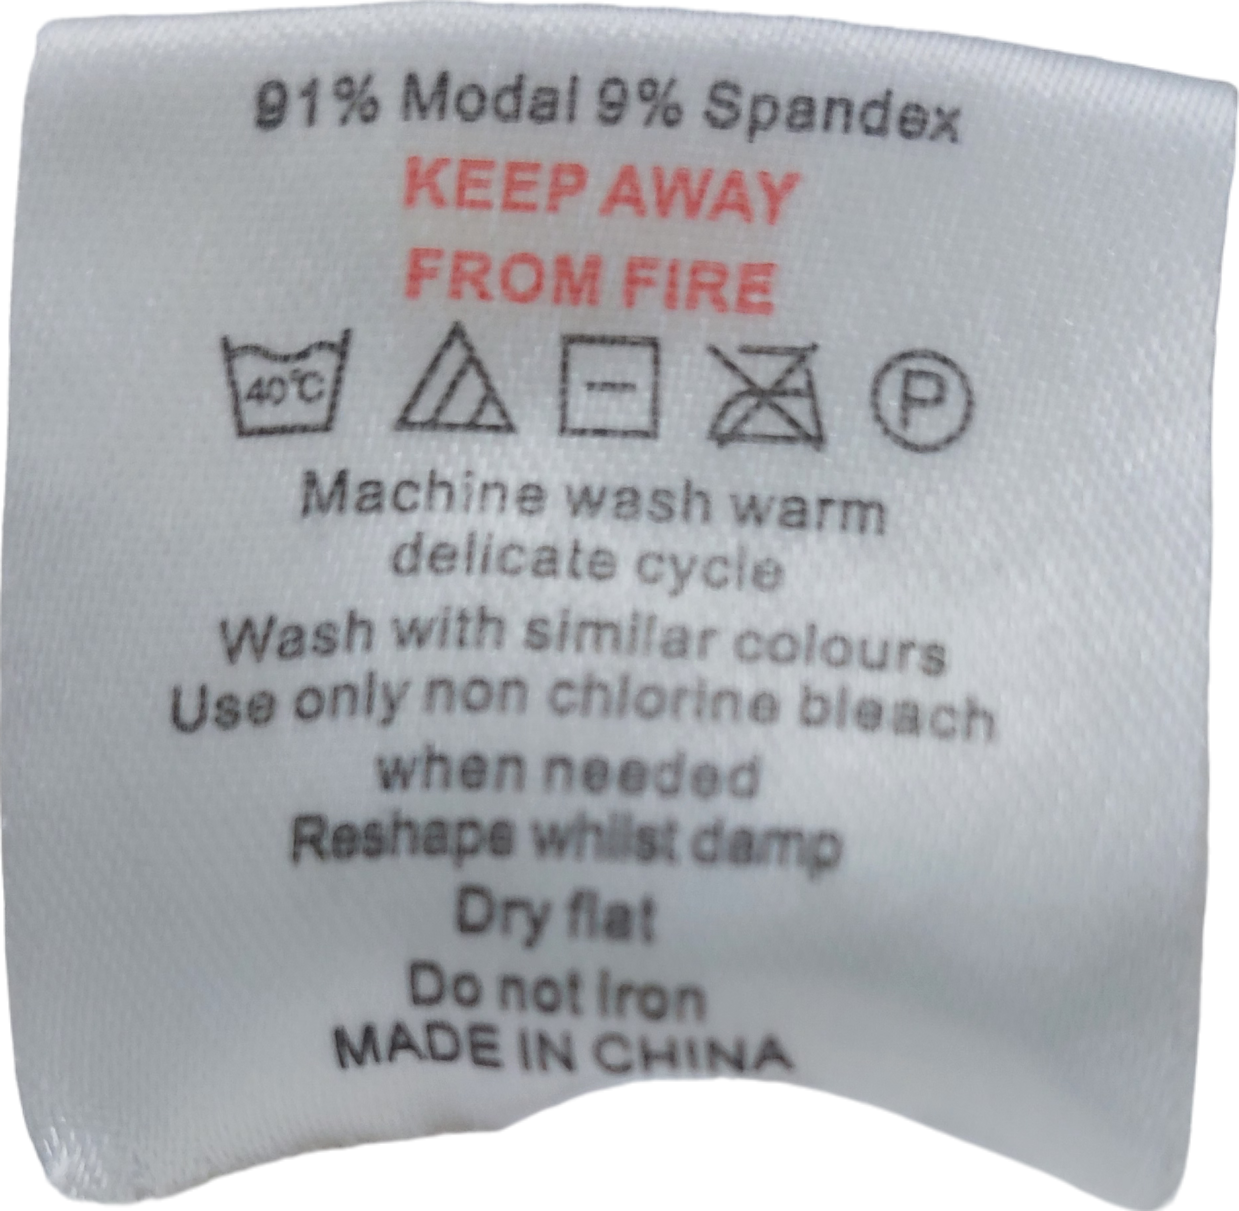 91% Modal 9% Spandex
KEEP AWAY
FROM FIRE
40°C P
Machine wash warm
delicate cycle
Wash with similar colours
Use only non chlorine bleach
when needed
Reshape whilst damp
Dry flat
Do not iron
MADE IN CHINA